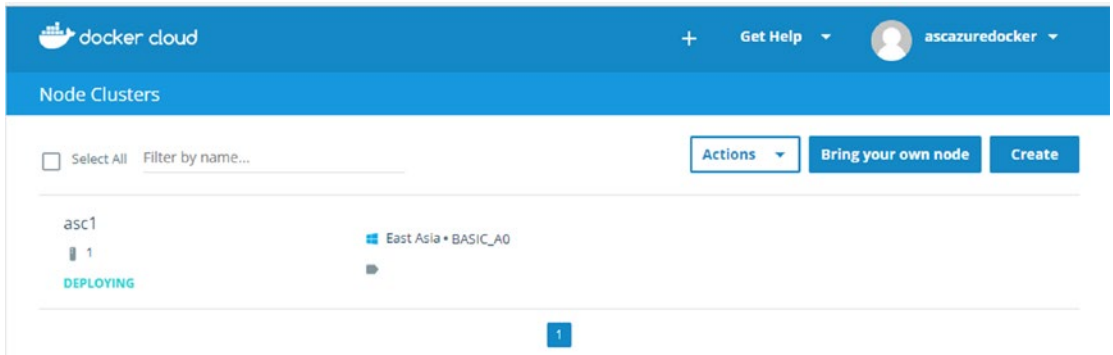 docker cloud
+ Get Help ascazuredocker
Node Clusters
Select All Filter by name... Actions Bring your own node Create
asc1
East Asia • BASIC_A0
1
DEPLOYING
1